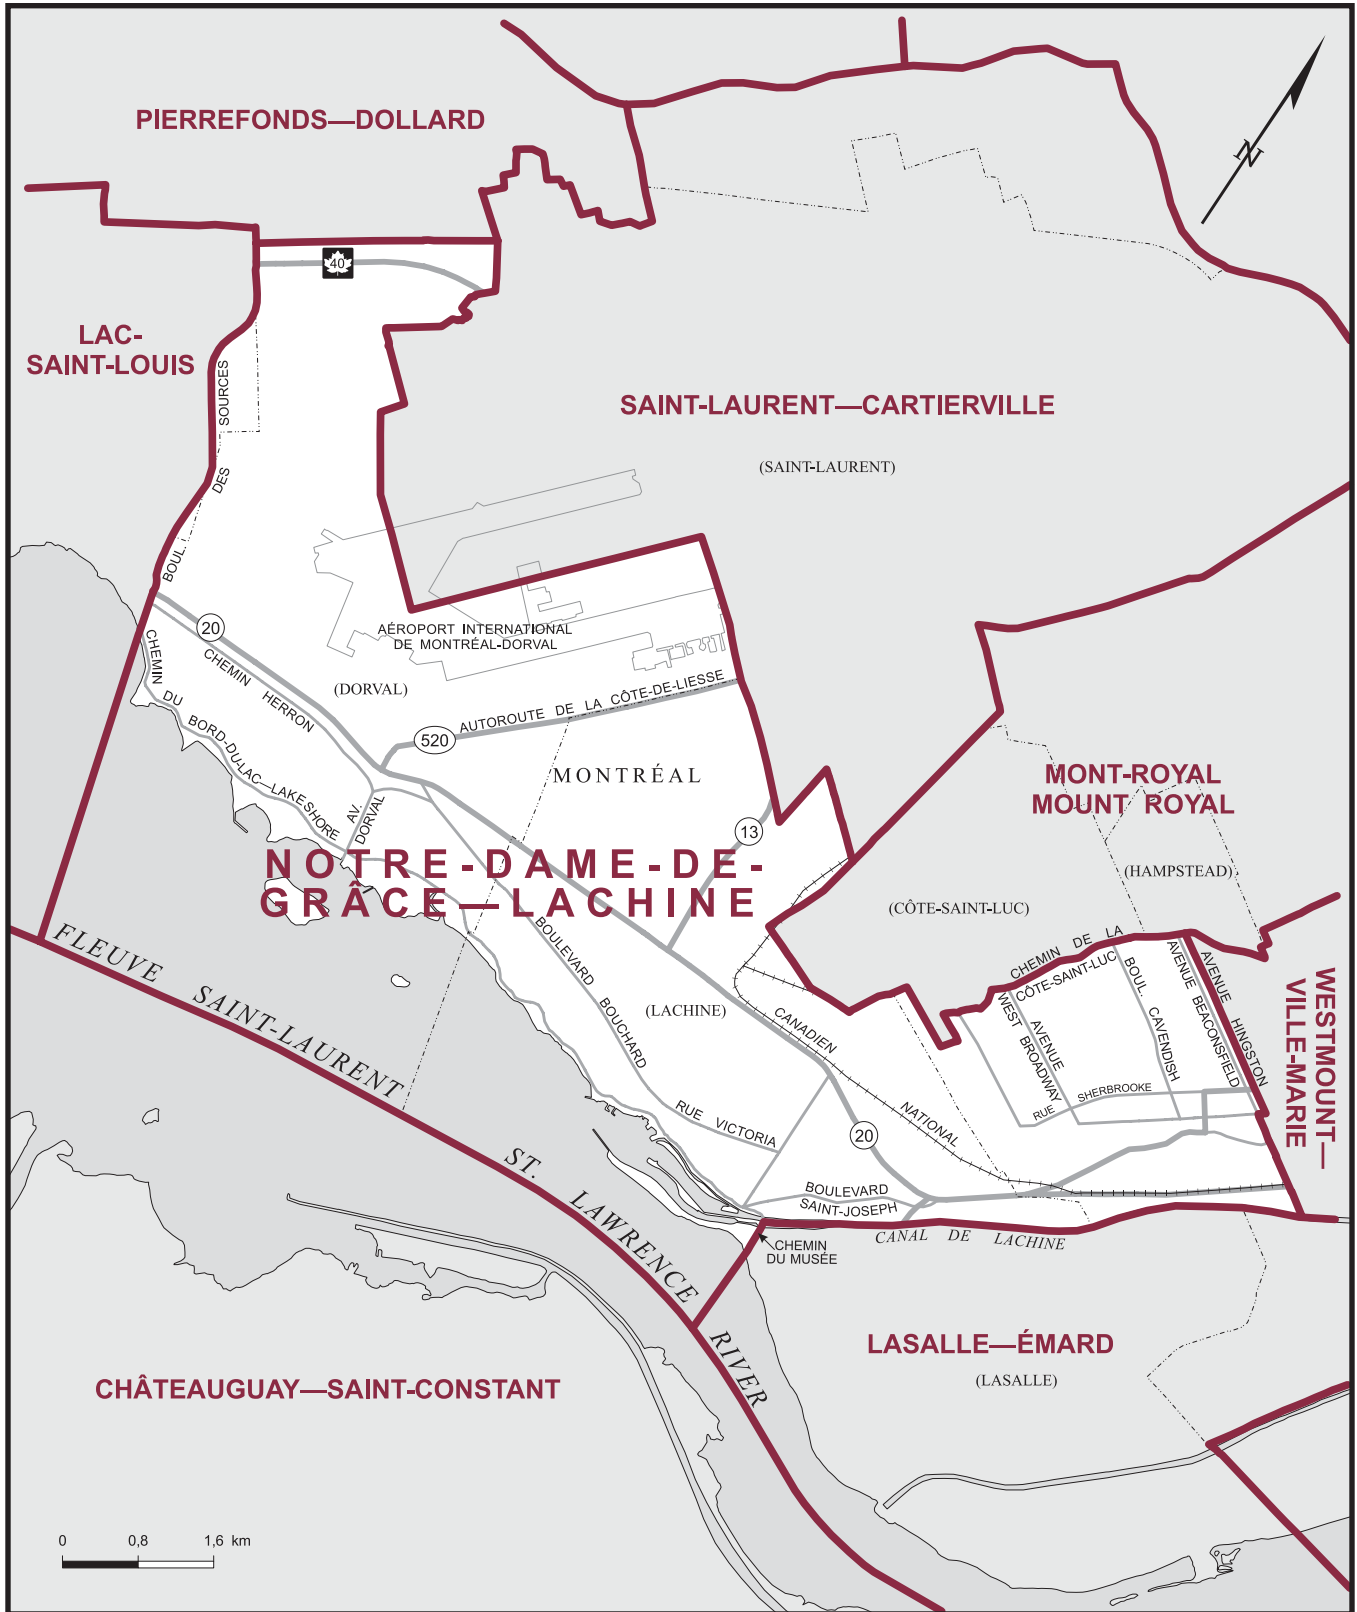 PIERREFONDS—DOLLARD
N
40
LAC-
SAINT-LOUIS
BOUL. DES SOURCES
SAINT-LAURENT—CARTIERVILLE
(SAINT-LAURENT)
20
AÉROPORT INTERNATIONAL
DE MONTRÉAL-DORVAL
CHEMIN HERRON
(DORVAL)
AUTOROUTE DE LA CÔTE-DE-LIESSE
520
CHEMIN DU BORD-DU-LAC—LAKESHORE
AV.
DORVAL
MONTRÉAL
13
MONT-ROYAL
MOUNT ROYAL
(HAMPSTEAD)
NOTRE-DAME-DE-
GRÂCE—LACHINE
(CÔTE-SAINT-LUC)
CHEMIN DE LA
CÔTE-SAINT-LUC
BOULEVARD BOUCHARD
(LACHINE)
CANADIEN NATIONAL
AVENUE
WEST BROADWAY
BOUL. CAVENDISH
AVENUE BEACONSFIELD
AVENUE HINGSTON
WESTMOUNT—
VILLE-MARIE
RUE SHERBROOKE
RUE VICTORIA
20
BOULEVARD
SAINT-JOSEPH
CHEMIN
DU MUSÉE
CANAL DE LACHINE
FLEUVE SAINT-LAURENT
ST. LAWRENCE RIVER
LASALLE—ÉMARD
(LASALLE)
CHÂTEAUGUAY—SAINT-CONSTANT
0 0,8 1,6 km